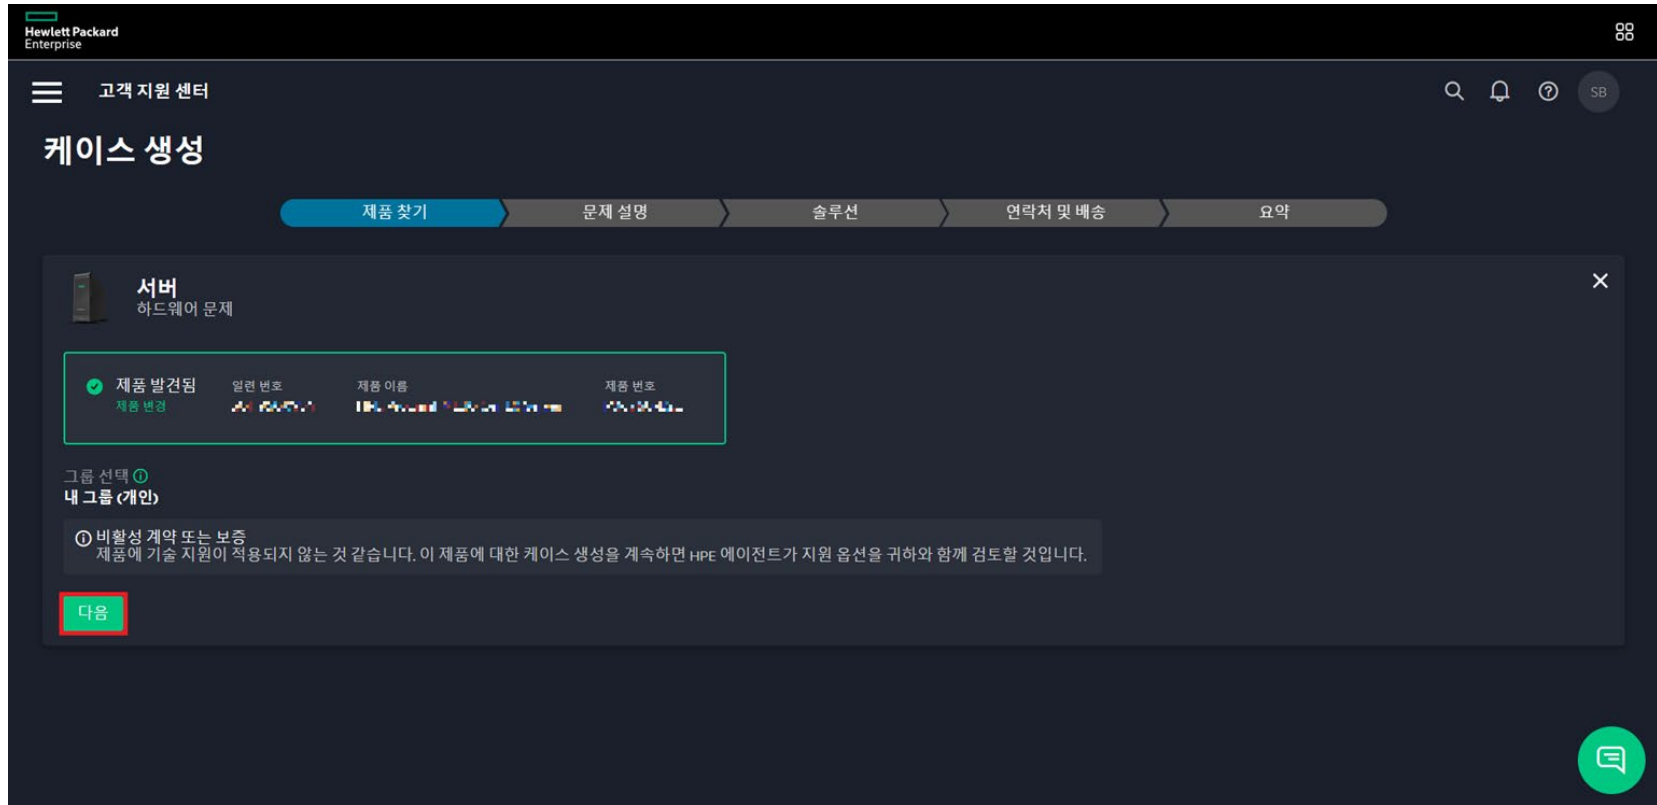 Hewlett Packard
Enterprise
고객 지원 센터
SB
케이스 생성
제품 찾기
문제 설명
솔루션
연락처 및 배송
요약
서버
하드웨어 문제
제품 발견됨
일련 번호
제품 이름
제품 번호
제품 변경
그룹 선택
내 그룹 (개인)
비활성 계약 또는 보증
제품에 기술 지원이 적용되지 않는 것 같습니다. 이 제품에 대한 케이스 생성을 계속하면 HPE 에이전트가 지원 옵션을 귀하와 함께 검토할 것입니다.
다음